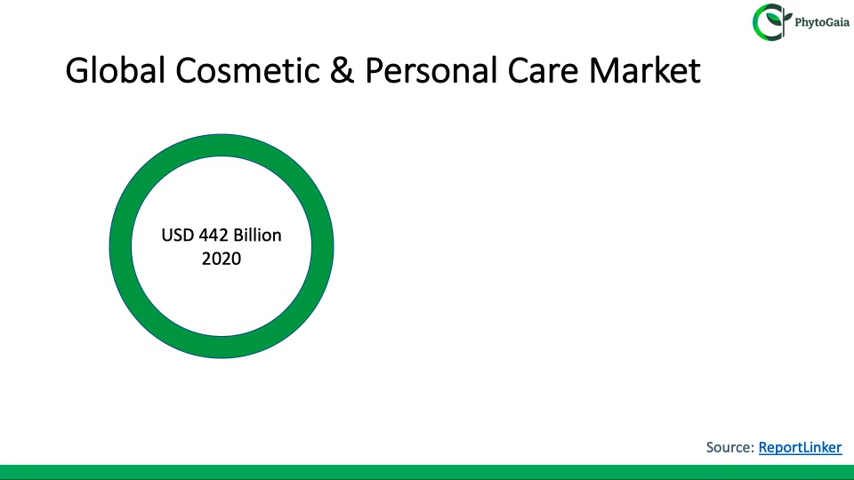 PhytoGaia
Global Cosmetic & Personal Care Market
USD 442 Billion
2020
Source: ReportLinker